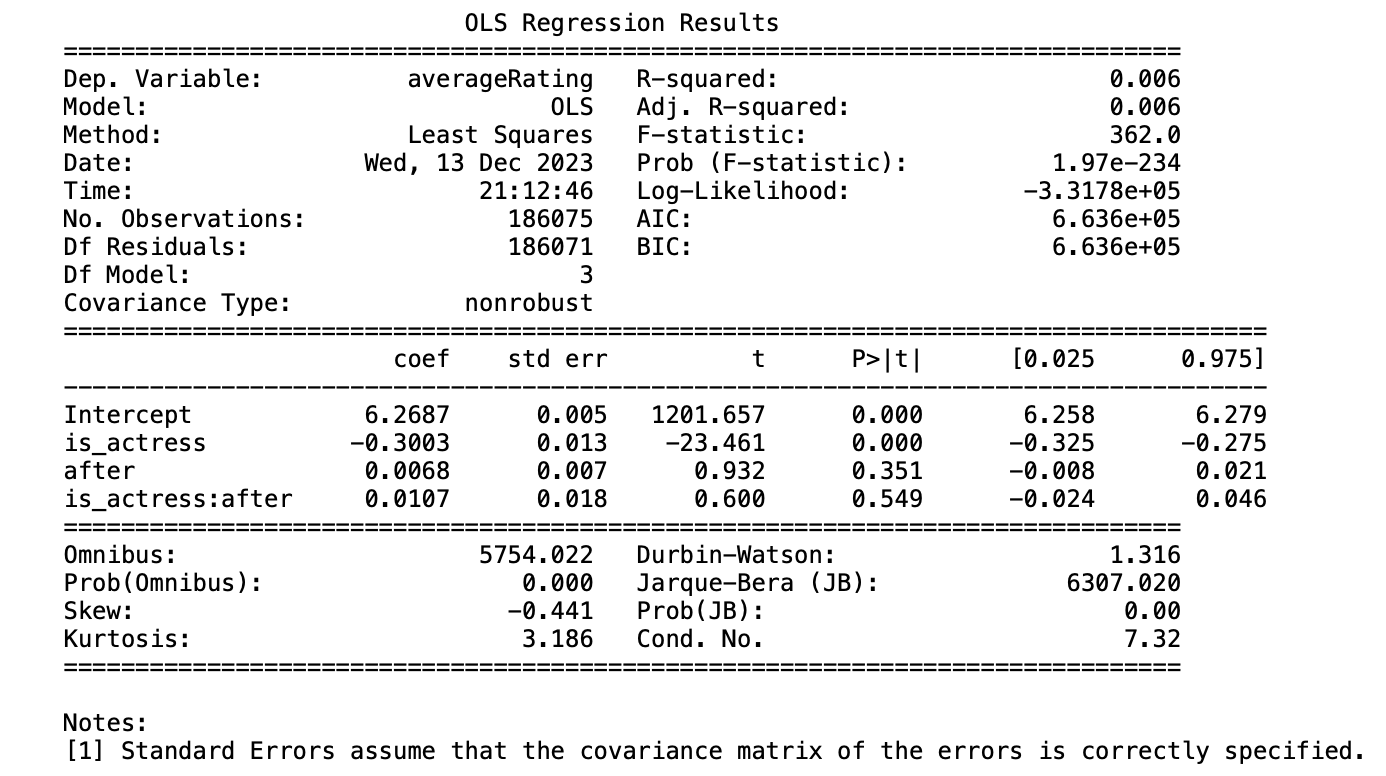 OLS Regression Results
==============================================================================
Dep. Variable:          averageRating   R-squared:                       0.006
Model:                            OLS   Adj. R-squared:                  0.006
Method:                 Least Squares   F-statistic:                     362.0
Date:                Wed, 13 Dec 2023   Prob (F-statistic):          1.97e-234
Time:                        21:12:46   Log-Likelihood:            -3.3178e+05
No. Observations:              186075   AIC:                         6.636e+05
Df Residuals:                  186071   BIC:                         6.636e+05
Df Model:                           3
Covariance Type:            nonrobust
====================================================================================
                       coef    std err          t      P>|t|      [0.025      0.975]
------------------------------------------------------------------------------------
Intercept            6.2687      0.005   1201.657      0.000       6.258       6.279
is_actress          -0.3003      0.013    -23.461      0.000      -0.325      -0.275
after                0.0068      0.007      0.932      0.351      -0.008       0.021
is_actress:after     0.0107      0.018      0.600      0.549      -0.024       0.046
==============================================================================
Omnibus:                     5754.022   Durbin-Watson:                   1.316
Prob(Omnibus):                  0.000   Jarque-Bera (JB):             6307.020
Skew:                          -0.441   Prob(JB):                         0.00
Kurtosis:                       3.186   Cond. No.                         7.32
==============================================================================
Notes:
[1] Standard Errors assume that the covariance matrix of the errors is correctly specified.